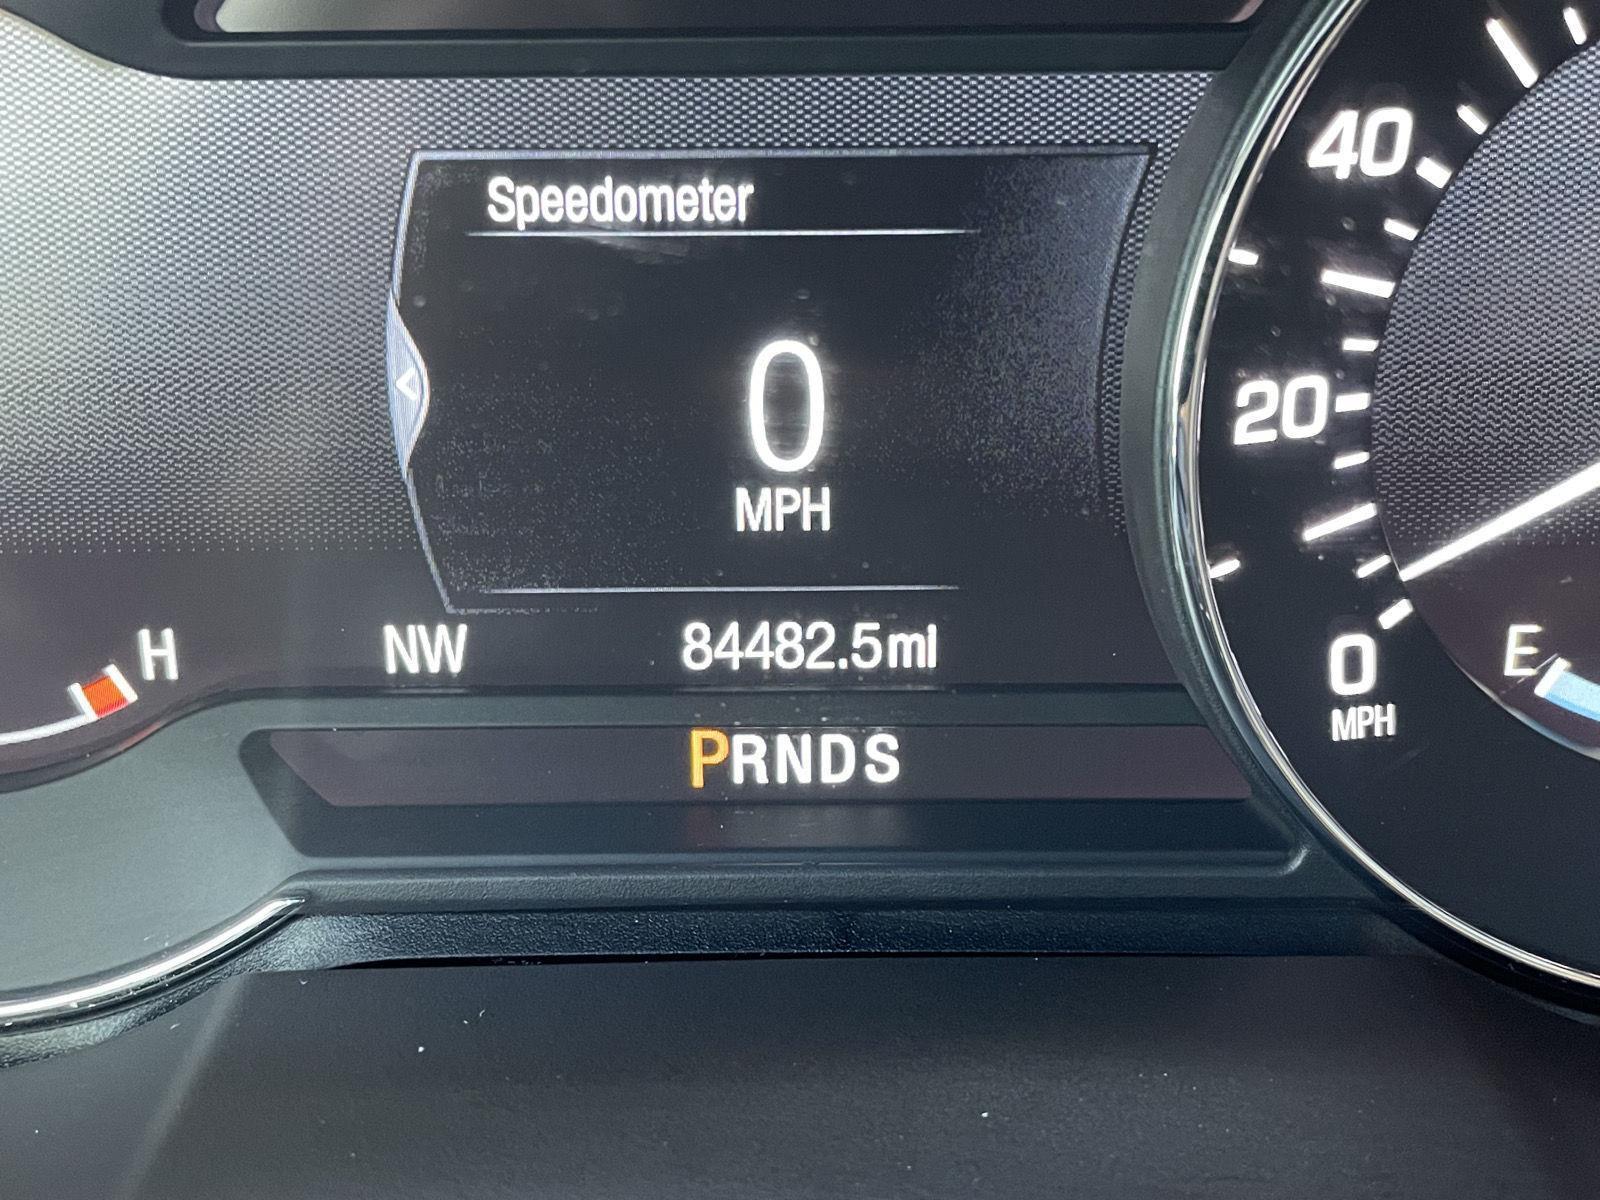 Speedometer
0
MPH
NW 84482.5mi
PRNDS
H
40
20
0
MPH
E